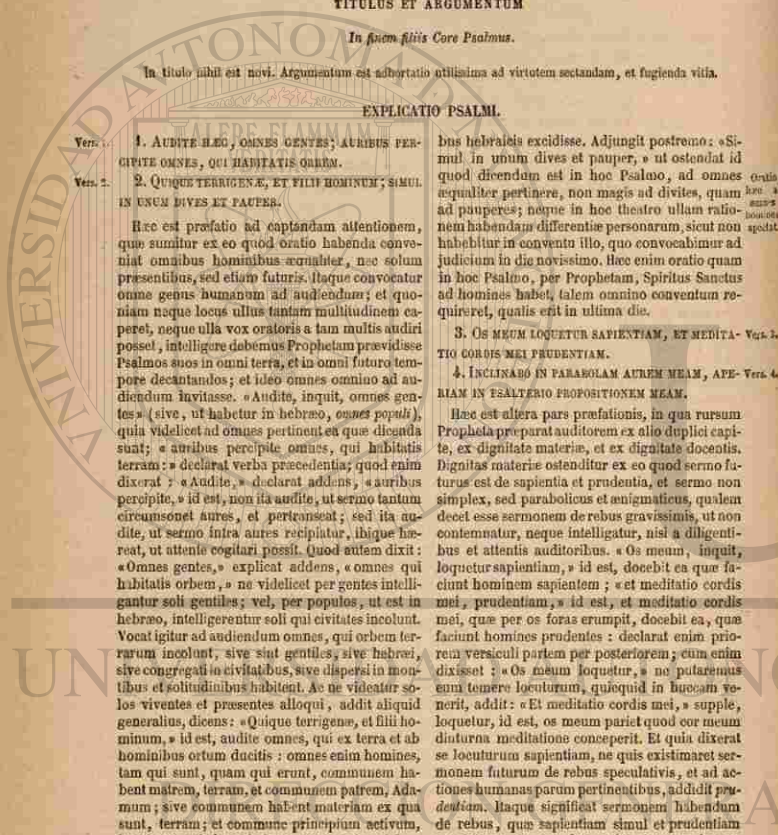 TITULUS ET ARGUMENTUM
In finem filiis Core Psalmus.
In titulo nihil est novi. Argumentum est adhortatio utilissima ad virtutem sectandam, et fugienda vitia.
EXPLICATIO PSALMI.
Vers. 1. 1. AUDITE HÆC, OMNES GENTES; AURIBUS PER-
CIPITE OMNES, QUI HABITATIS ORBEM.
Vers. 2. 2. QUIQUE TERRIGENÆ, ET FILII HOMINUM; SIMUL
IN UNUM DIVES ET PAUPER.
Hæc est præfatio ad captandam attentionem,
quæ sumitur ex eo quod oratio habenda conve-
niat omnibus hominibus æqualiter, nec solum
præsentibus, sed etiam futuris. Itaque convocatur
omne genus humanum ad audiendum; et quo-
niam neque locus ullus tantam multitudinem ca-
peret, neque ulla vox oratoris a tam multis audiri
posset, intelligere debemus Prophetam prævidisse
Psalmos suos in omni terra, et in omni futuro tem-
pore decantandos; et ideo omnes omnino ad au-
diendum invitasse. «Audite, inquit, omnes gen-
tes» (sive, ut habetur in hebræo, omnes populi),
quia videlicet ad omnes pertinent ea quæ dicenda
sunt; « auribus percipite omnes, qui habitatis
terram: » declarat verba præcedentia; quod enim
dixerat : «Audite,» declarat addens, «auribus
percipite,» id est, non ita audite, ut sermo tantum
circumsonet aures, et pertranseat; sed ita au-
dite, ut sermo intra aures recipiatur, ibique hæ-
reat, ut attente cogitari possit. Quod autem dixit:
«Omnes gentes,» explicat addens, «omnes qui
habitatis orbem,» ne videlicet per gentes intelli-
gantur soli gentiles; vel, per populos, ut est in
hebræo, intelligerentur soli qui civitates incolunt.
Vocat igitur ad audiendum omnes, qui orbem ter-
rarum incolunt, sive sint gentiles, sive hebræi,
sive congregati in civitatibus, sive dispersi in mon-
tibus et solitudinibus habitent. Ac ne videatur so-
los viventes et præsentes alloqui, addit aliquid
generalius, dicens: «Quique terrigenæ, et filii ho-
minum,» id est, audite omnes, qui ex terra et ab
hominibus ortum ducitis : omnes enim homines,
tam qui sunt, quam qui erunt, communem ha-
bent matrem, terram, et communem patrem, Ada-
mum; sive communem habent materiam ex qua
sunt, terram; et commune principium activum,
bus hebraicis excidisse. Adjungit postremo: «Si-
mul in unum dives et pauper, » ut ostendat id
quod dicendum est in hoc Psalmo, ad omnes
æqualiter pertinere, non magis ad divites, quam
ad pauperes; neque in hoc theatro ullam ratio-
nem habendam differentiæ personarum, sicut non
habebitur in conventu illo, quo convocabimur ad
judicium in die novissimo. Hæc enim oratio quam
in hoc Psalmo, per Prophetam, Spiritus Sanctus
ad homines habet, talem omnino conventum re-
quireret, qualis erit in ultima die.
3. OS MEUM LOQUETUR SAPIENTIAM, ET MEDITA- Vers. 3.
TIO CORDIS MEI PRUDENTIAM.
4. INCLINABO IN PARABOLAM AUREM MEAM, APE- Vers. 4.
RIAM IN PSALTERIO PROPOSITIONEM MEAM.
Hæc est altera pars præfationis, in qua rursum
Propheta præparat auditorem ex alio duplici capi-
te, ex dignitate materiæ, et ex dignitate docentis.
Dignitas materiæ ostenditur ex eo quod sermo fu-
turus est de sapientia et prudentia, et sermo non
simplex, sed parabolicus et ænigmaticus, qualem
decet esse sermonem de rebus gravissimis, ut non
contemnatur, neque intelligatur, nisi a diligenti-
bus et attentis auditoribus. « Os meum, inquit,
loquetur sapientiam,» id est, docebit ea quæ fa-
ciunt hominem sapientem ; « et meditatio cordis
mei, prudentiam,» id est, et meditatio cordis
mei, quæ per os foras erumpit, docebit ea, quæ
faciunt homines prudentes : declarat enim prio-
rem versiculi partem per posteriorem; cum enim
dixisset : «Os meum loquetur,» ne putaremus
eum temere locuturum, quicquid in buccam ve-
nerit, addit: « Et meditatio cordis mei,» supple,
loquetur, id est, os meum pariet quod cor meum
diuturna meditatione conceperit. Et quia dixerat
se locuturum sapientiam, ne quis existimaret ser-
monem futurum de rebus speculativis, et ad ac-
tiones humanas parum pertinentibus, addidit pru-
dentiam. Itaque significat sermonem habendum
de rebus, quæ sapientiam simul et prudentiam
Oratio
hæc
omnes
spectat
ALERE FLAMMAM